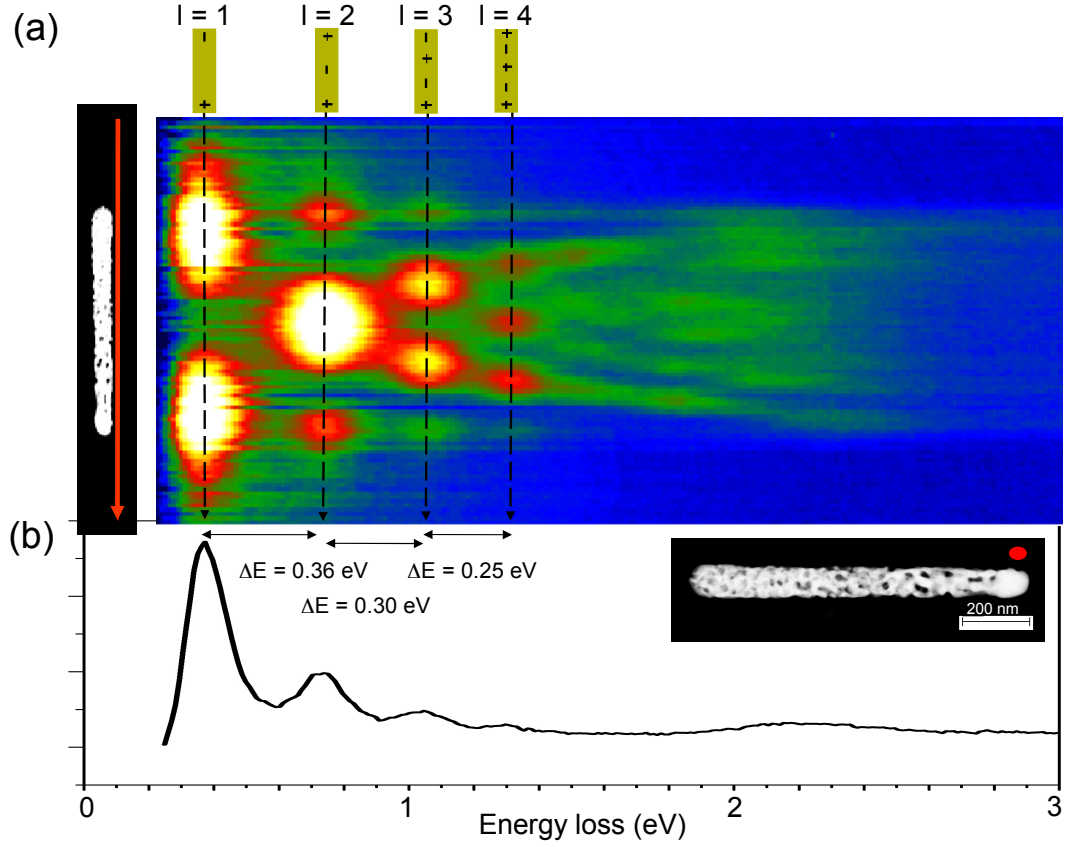 (a)
l = 1 l = 2 l = 3 l = 4
− + − +
+ +
− − −
+ + + +
(b)
ΔE = 0.36 eV ΔE = 0.25 eV
ΔE = 0.30 eV
200 nm
0 1 2 3
Energy loss (eV)